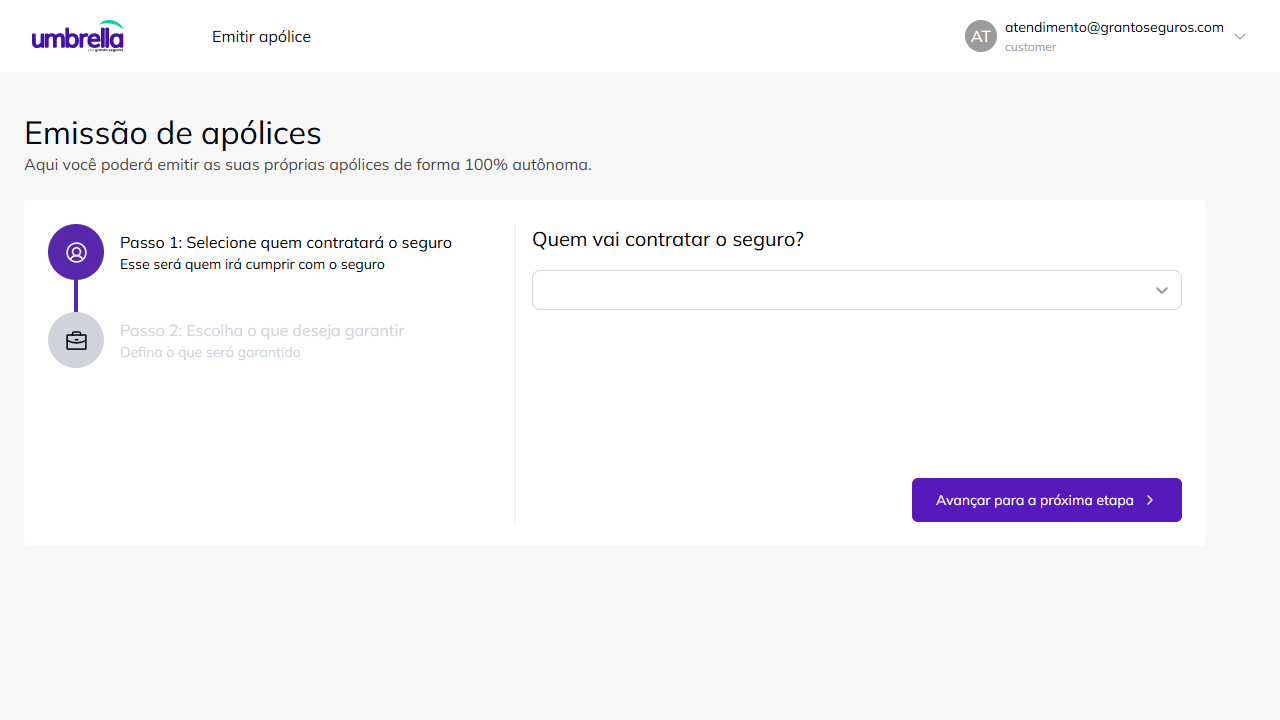 umbrella
por granto seguros
Emitir apólice
AT
atendimento@grantoseguros.com
customer
Emissão de apólices
Aqui você poderá emitir as suas próprias apólices de forma 100% autônoma.
Passo 1: Selecione quem contratará o seguro
Esse será quem irá cumprir com o seguro
Passo 2: Escolha o que deseja garantir
Defina o que será garantido
Quem vai contratar o seguro?
Avançar para a próxima etapa